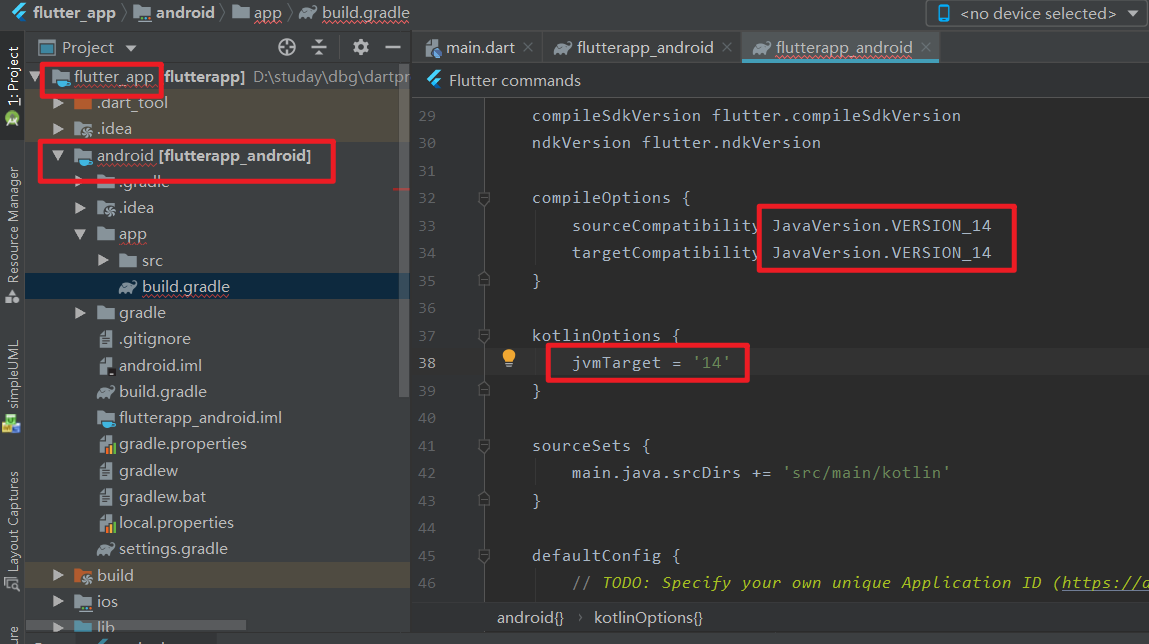 flutter_app android app build.gradle
<no device selected>
1: Project
Resource Manager
simpleUML
Layout Captures
Project
flutter_app [flutterapp] D:\studay\dbg\dartpr
.dart_tool
.idea
android [flutterapp_android]
.gradle
.idea
app
src
build.gradle
gradle
.gitignore
android.iml
build.gradle
flutterapp_android.iml
gradle.properties
gradlew
gradlew.bat
local.properties
settings.gradle
build
ios
lib
main.dart flutterapp_android flutterapp_android
Flutter commands
29 compileSdkVersion flutter.compileSdkVersion
30 ndkVersion flutter.ndkVersion
31
32 compileOptions {
33 sourceCompatibility JavaVersion.VERSION_14
34 targetCompatibility JavaVersion.VERSION_14
35 }
36
37 kotlinOptions {
38 jvmTarget = '14'
39 }
40
41 sourceSets {
42 main.java.srcDirs += 'src/main/kotlin'
43 }
44
45 defaultConfig {
46 // TODO: Specify your own unique Application ID (https://d
android{} › kotlinOptions{}